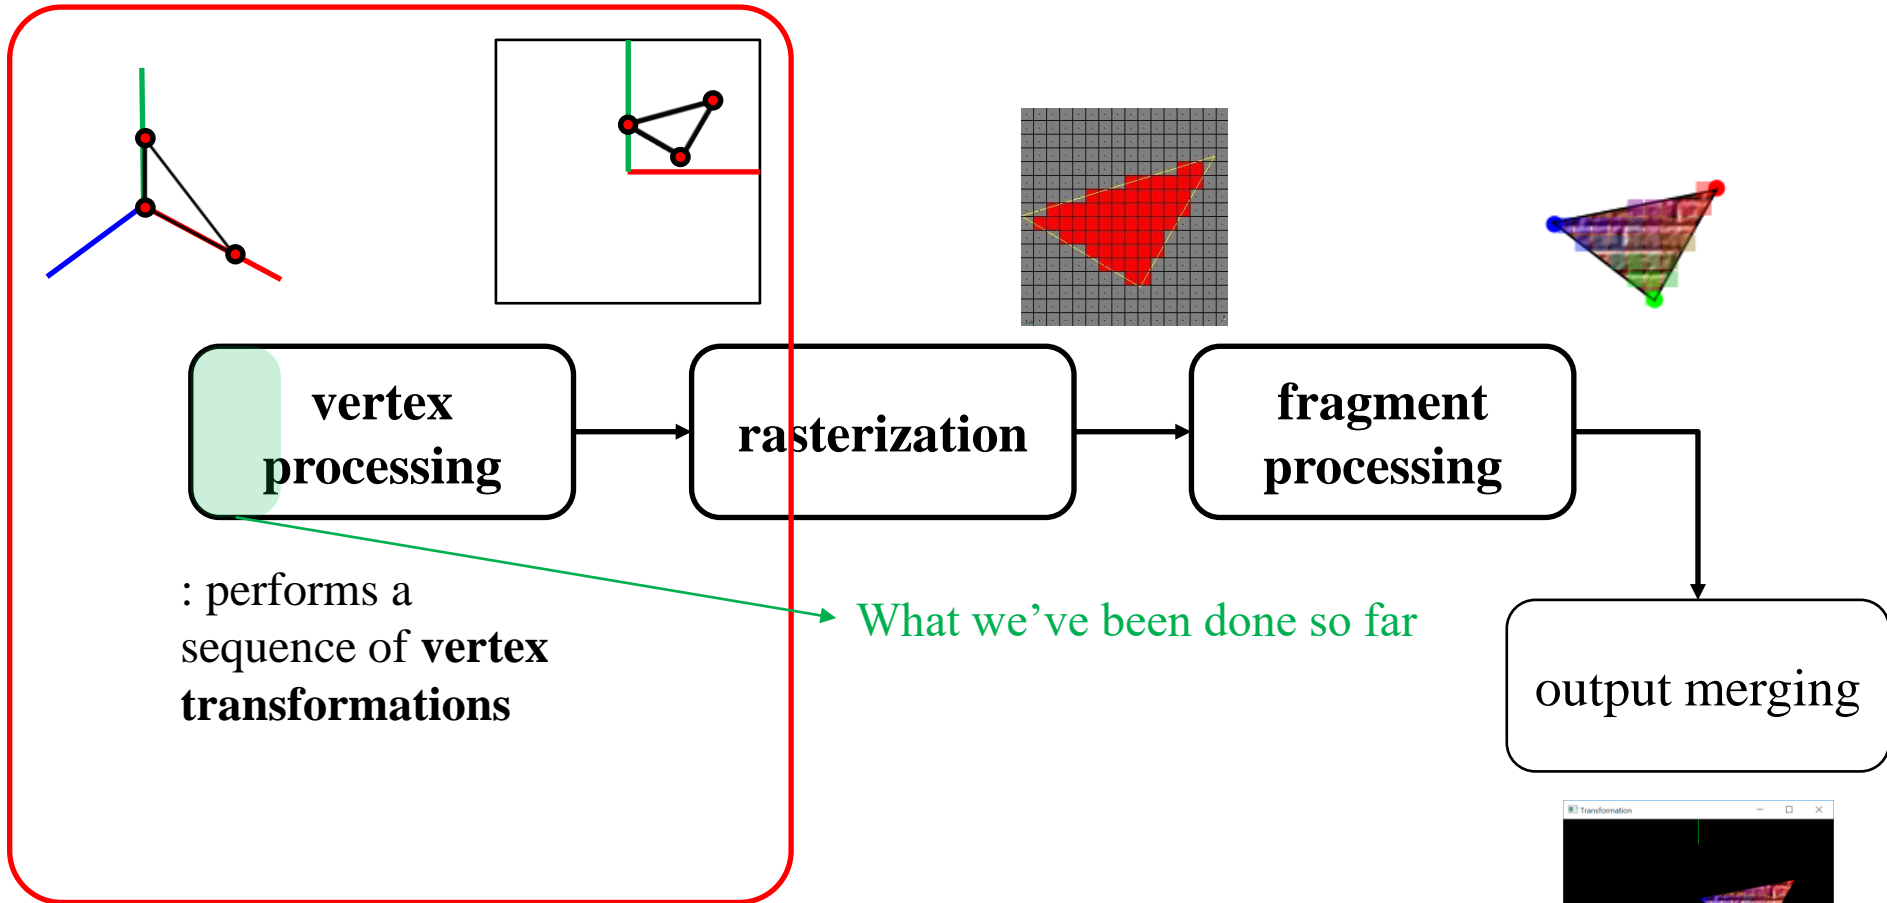 vertex
processing
rasterization
fragment
processing
: performs a
sequence of vertex
transformations
What we've been done so far
output merging
Transformation